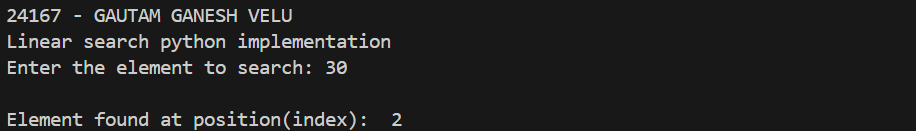 24167 - GAUTAM GANESH VELU
Linear search python implementation
Enter the element to search: 30
Element found at position(index):  2